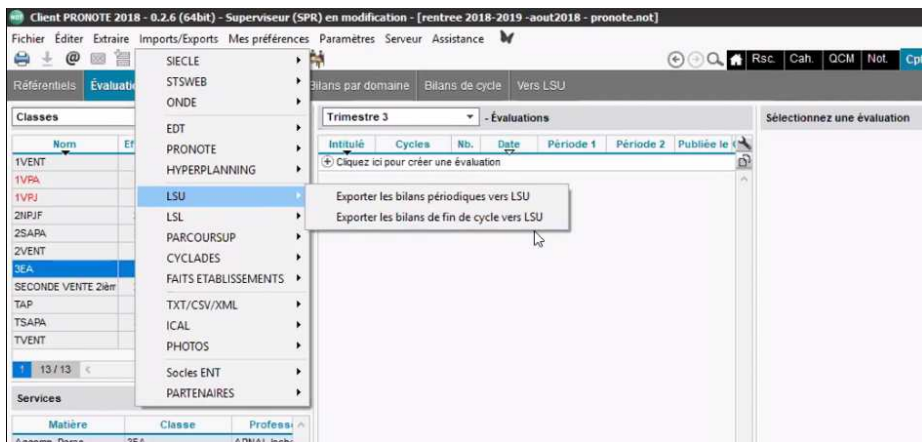 Client PRONOTE 2018 - 0.2.6 (64bit) - Superviseur (SPR) en modification - [rentree 2018-2019 -aout2018 - pronote.not]
Fichier Éditer Extraire Imports/Exports Mes préférences Paramètres Serveur Assistance
Rsc. Cah. QCM Not.
Référentiels Bilans par domaine Bilans de cycle Vers LSU
Classes
Nom
1VENT
1VPA
1VPJ
2NPJF
2SAPA
2VENT
3EA
SECONDE VENTE
TAP
TSAPA
TVENT
1 13 / 13 <
Services
Matière Classe
3EA
SIECLE
STSWEB
ONDE
EDT
PRONOTE
HYPERPLANNING
LSU
LSL
PARCOURSUP
CYCLADES
FAITS ETABLISSEMENTS
TXT/CSV/XML
ICAL
PHOTOS
Socles ENT
PARTENAIRES
Exporter les bilans périodiques vers LSU
Exporter les bilans de fin de cycle vers LSU
Trimestre 3 - Évaluations
Intitulé Cycles Nb. Date Période 1 Période 2 Publiée le
Cliquez ici pour créer une évaluation
Sélectionnez une évaluation